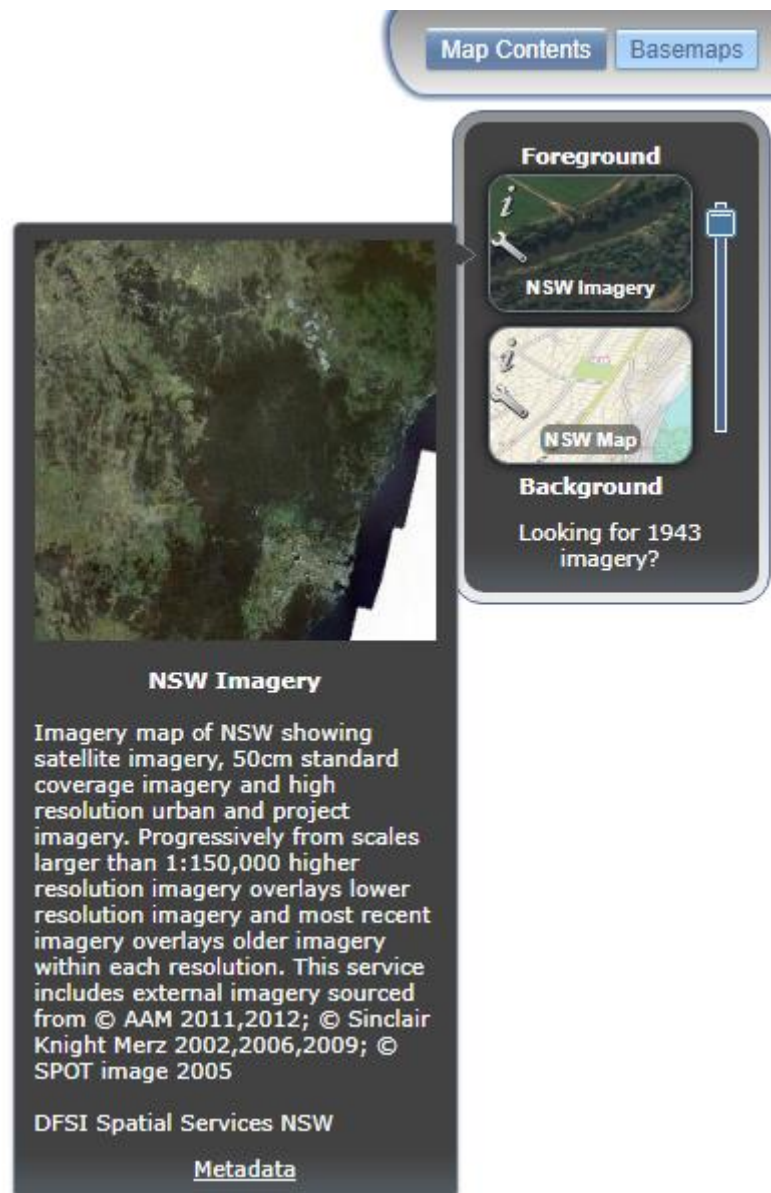 Map Contents
Basemaps
Foreground
NSW Imagery
NSW Map
Background
Looking for 1943
imagery?
NSW Imagery
Imagery map of NSW showing
satellite imagery, 50cm standard
coverage imagery and high
resolution urban and project
imagery. Progressively from scales
larger than 1:150,000 higher
resolution imagery overlays lower
resolution imagery and most recent
imagery overlays older imagery
within each resolution. This service
includes external imagery sourced
from © AAM 2011,2012; © Sinclair
Knight Merz 2002,2006,2009; ©
SPOT image 2005
DFSI Spatial Services NSW
Metadata